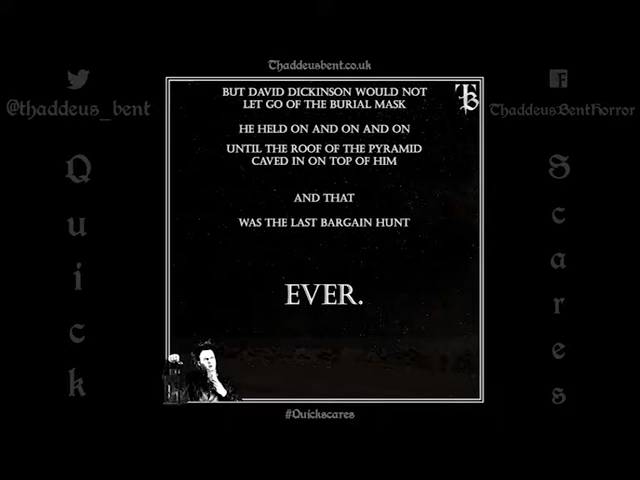 Thaddeusbent.co.uk
BUT DAVID DICKINSON WOULD NOT
LET GO OF THE BURIAL MASK
HE HELD ON AND ON AND ON
UNTIL THE ROOF OF THE PYRAMID
CAVED IN ON TOP OF HIM
AND THAT
WAS THE LAST BARGAIN HUNT
EVER.
TB
@thaddeus_bent
ThaddeusBentHorror
Quick
Scares
#Quickscares